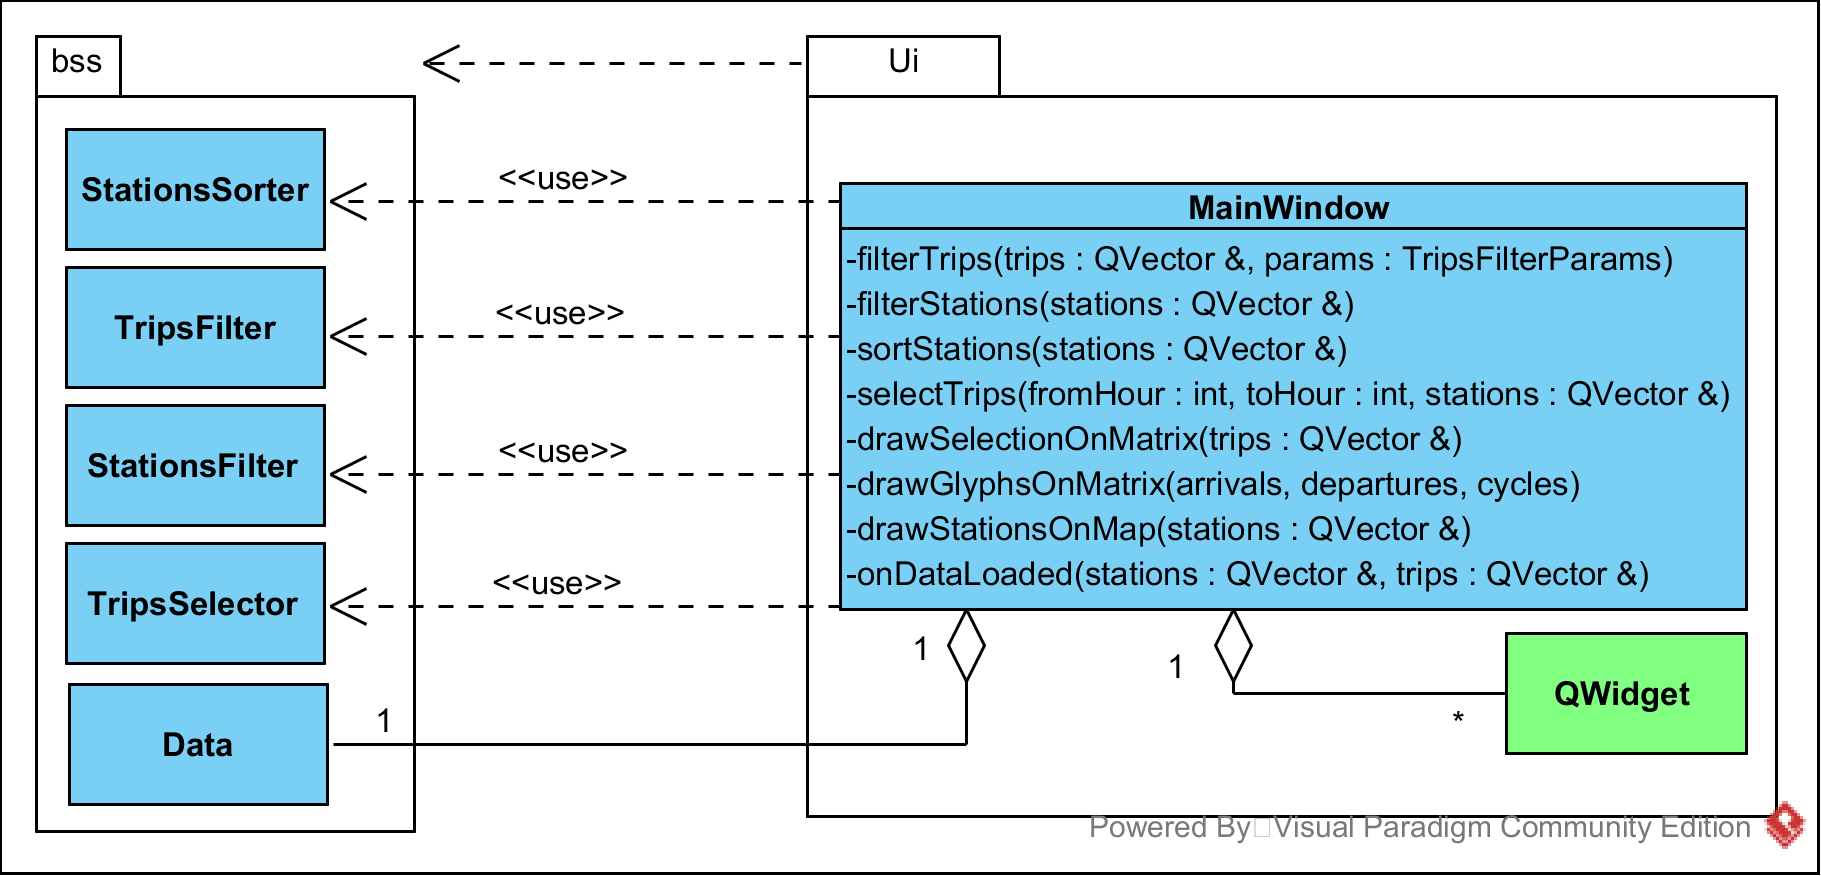 bss
Ui
StationsSorter
<<use>>
TripsFilter
<<use>>
StationsFilter
<<use>>
TripsSelector
<<use>>
Data
1
MainWindow
-filterTrips(trips : QVector &, params : TripsFilterParams)
-filterStations(stations : QVector &)
-sortStations(stations : QVector &)
-selectTrips(fromHour : int, toHour : int, stations : QVector &)
-drawSelectionOnMatrix(trips : QVector &)
-drawGlyphsOnMatrix(arrivals, departures, cycles)
-drawStationsOnMap(stations : QVector &)
-onDataLoaded(stations : QVector &, trips : QVector &)
1
1
*
QWidget
Powered By Visual Paradigm Community Edition